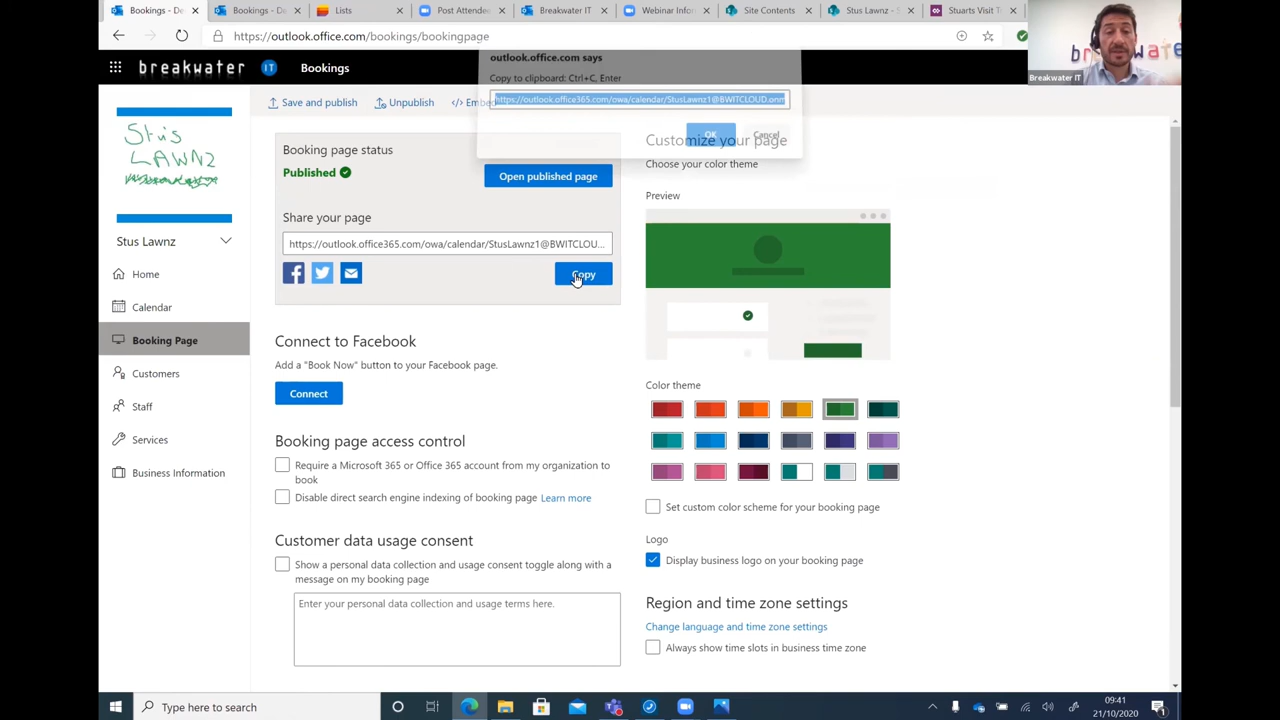 Bookings - De
Bookings - De
Lists
Post Attende
Breakwater IT
Webinar Infor
Site Contents
Stus Lawnz - S
Stuarts Visit T
https://outlook.office.com/bookings/bookingpage
Breakwater IT
breakwater IT
Bookings
outlook.office.com says
Copy to clipboard: Ctrl+C, Enter
https://outlook.office365.com/owa/calendar/StusLawnz1@BWITCLOUD.onm
OK
Cancel
Save and publish
Unpublish
</> Embe
Stus
LAWNZ
Stus Lawnz
Home
Calendar
Booking Page
Customers
Staff
Services
Business Information
Booking page status
Published
Open published page
Share your page
https://outlook.office365.com/owa/calendar/StusLawnz1@BWITCLOU...
Copy
Connect to Facebook
Add a "Book Now" button to your Facebook page.
Connect
Booking page access control
Require a Microsoft 365 or Office 365 account from my organization to
book
Disable direct search engine indexing of booking page Learn more
Customer data usage consent
Show a personal data collection and usage consent toggle along with a
message on my booking page
Enter your personal data collection and usage terms here.
Customize your page
Choose your color theme
Preview
Color theme
Set custom color scheme for your booking page
Logo
Display business logo on your booking page
Region and time zone settings
Change language and time zone settings
Always show time slots in business time zone
Type here to search
09:41
21/10/2020
1